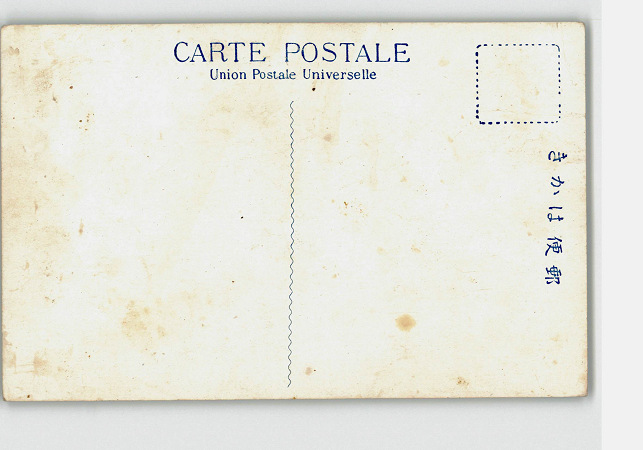 CARTE POSTALE
Union Postale Universelle
郵便はかき